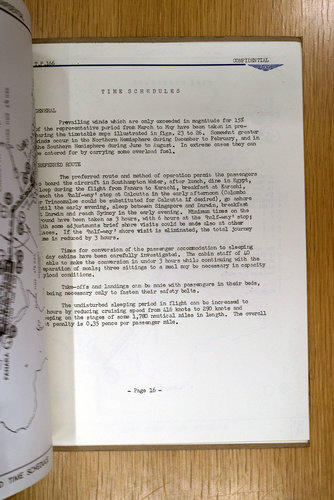 T.P.166
CONFIDENTIAL
TIME SCHEDULES
GENERAL
Prevailing winds which are only exceeded in magnitude for 15%
of the representative period from March to May have been taken in pre-
paring the timetable maps illustrated in Figs. 23 to 26. Somewhat greater
winds occur in the Northern Hemisphere during December to February, and in
the Southern Hemisphere during June to August. In extreme cases they can
be catered for by carrying some overload fuel.
PREFERRED ROUTE
The preferred route and method of operation permit the passengers
to board the aircraft in Southampton Water, after lunch, dine in Egypt,
sleep during the flight from Fanara to Karachi, breakfast at Karachi,
reach the 'half-way' stop at Calcutta in the early afternoon (Colombo
or Trincomalee could be substituted for Calcutta if desired), go ashore
until the early evening, sleep between Singapore and Darwin, breakfast
at Darwin and reach Sydney in the early evening. Minimum times on the
ground have been taken as 3 hours, with 6 hours at the 'half-way' stop;
with some adjustments brief shore visits could be made also at other
places. If the 'half-way' shore visit is eliminated, the total journey
time is reduced by 3 hours.
Times for conversion of the passenger accommodation to sleeping
day cabins have been carefully investigated. The cabin staff of 40
able to make the conversion in under 3 hours while continuing with the
preparation of meals; three sittings to a meal may be necessary in capacity
load conditions.
Take-offs and landings can be made with passengers in their beds,
being necessary only to fasten their safety belts.
The undisturbed sleeping period in flight can be increased to
hours by reducing cruising speed from 416 knots to 290 knots and
sleeping on the stages of some 1,780 nautical miles in length. The overall
penalty is 0.35 pence per passenger mile.
- Page 16 -
FANARA
TIME SCHEDULE